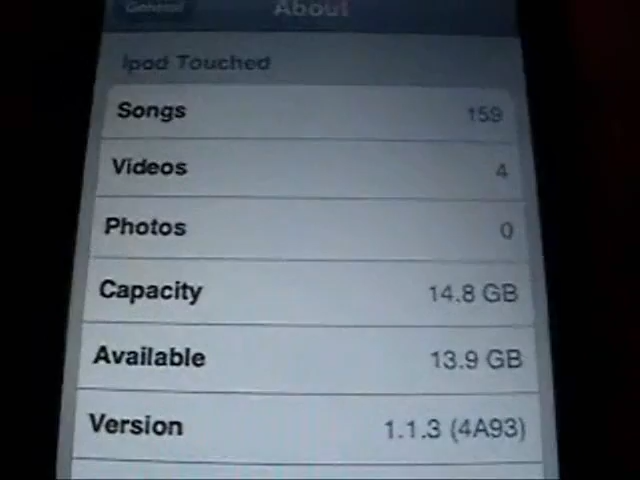 General
About
Ipod Touched
Songs 159
Videos 4
Photos 0
Capacity 14.8 GB
Available 13.9 GB
Version 1.1.3 (4A93)